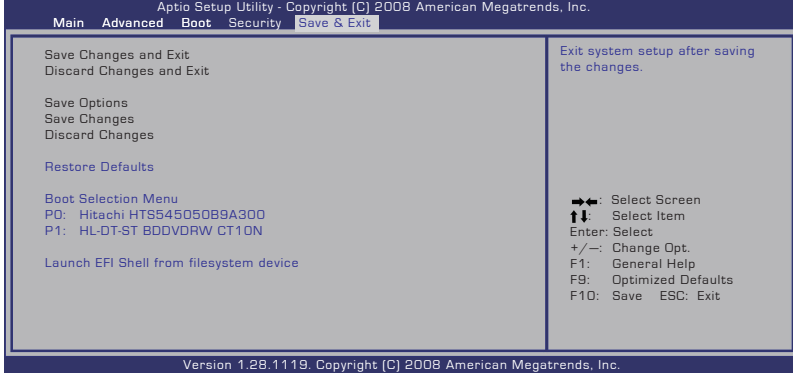 Aptio Setup Utility - Copyright (C) 2008 American Megatrends, Inc.
Main Advanced Boot Security Save & Exit
Save Changes and Exit
Discard Changes and Exit
Save Options
Save Changes
Discard Changes
Restore Defaults
Boot Selection Menu
P0: Hitachi HTS545050B9A300
P1: HL-DT-ST BDDVDRW CT10N
Launch EFI Shell from filesystem device
Exit system setup after saving
the changes.
→←: Select Screen
↑↓: Select Item
Enter: Select
+/—: Change Opt.
F1: General Help
F9: Optimized Defaults
F10: Save ESC: Exit
Version 1.28.1119. Copyright (C) 2008 American Megatrends, Inc.